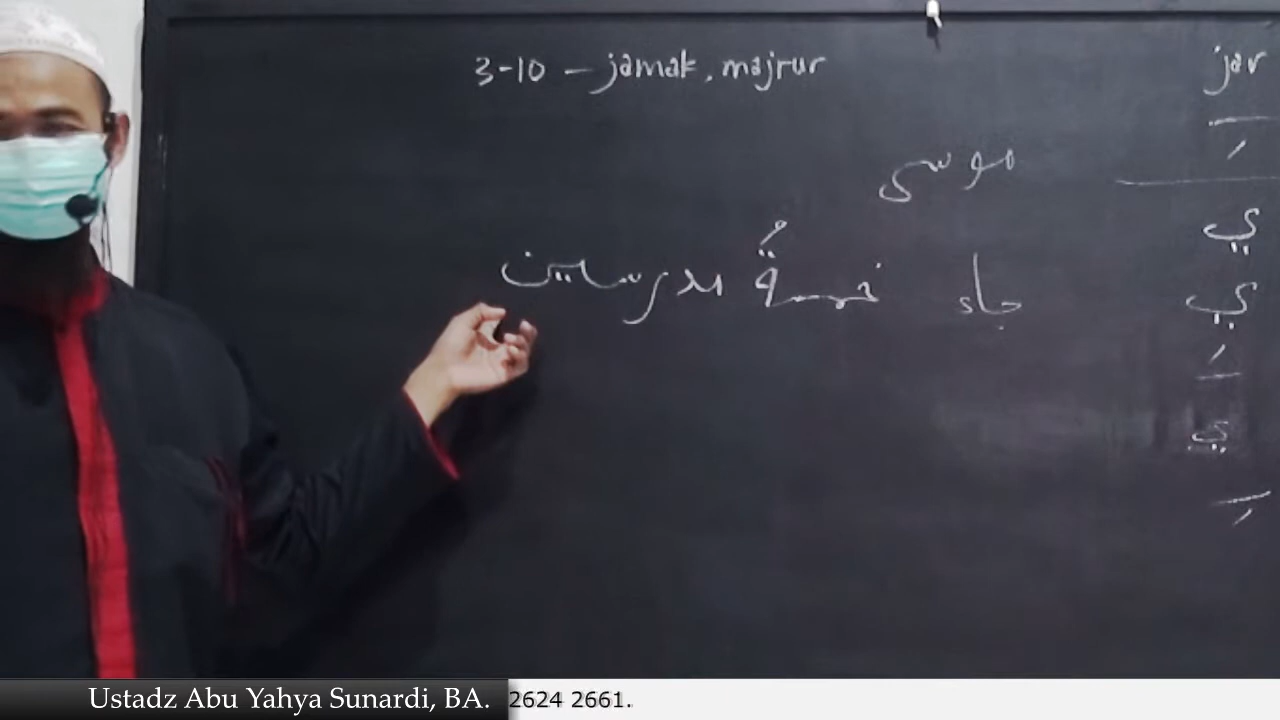 3-10 – jamak, majrur
موسى
جاء خمسةُ مدرسين
jar
ي
ي
ي
Ustadz Abu Yahya Sunardi, BA.
2624 2661.